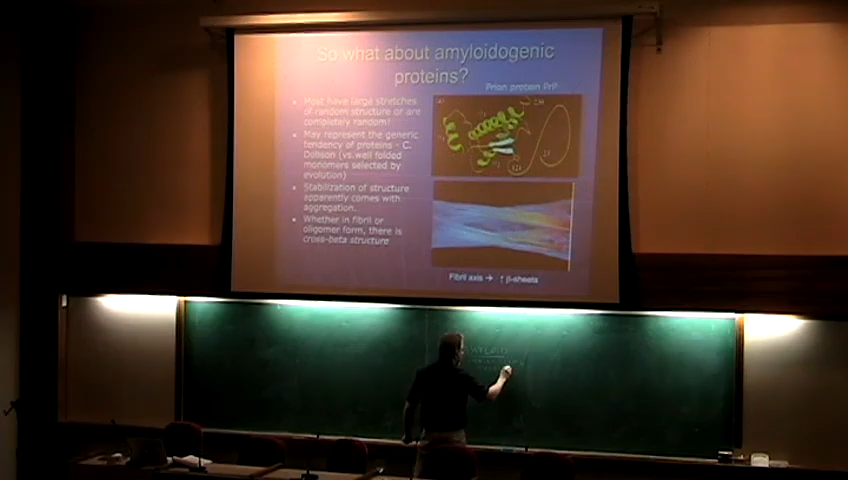 So what about amyloidogenic
proteins?
Prion protein PrP
• Most have large stretches
of random structure or are
completely random!
• May represent the generic
tendency of proteins - C.
Dobson (vs. well folded
monomers selected by
evolution)
• Stabilization of structure
apparently comes with
aggregation.
• Whether in fibril or
oligomer form, there is
cross-beta structure
Fibril axis → ↑ β-sheets